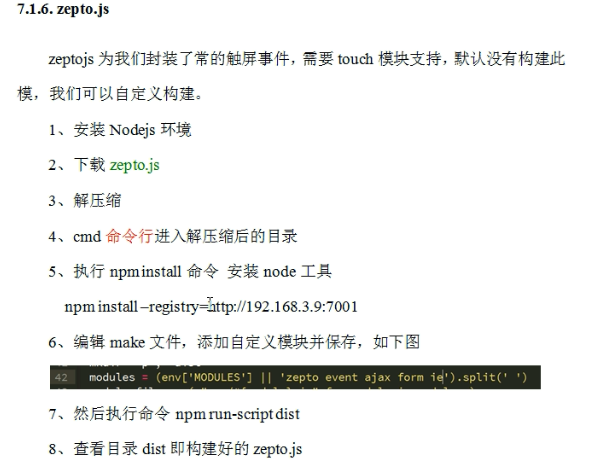 7.1.6. zepto.js
zeptojs 为我们封装了常的触屏事件，需要 touch 模块支持，默认没有构建此
模，我们可以自定义构建。
1、安装 Nodejs 环境
2、下载 zepto.js
3、解压缩
4、cmd 命令行进入解压缩后的目录
5、执行 npm install 命令 安装 node 工具
npm install –registry=http://192.168.3.9:7001
6、编辑 make 文件，添加自定义模块并保存，如下图
42 modules = (env['MODULES'] || 'zepto event ajax form ie').split(' ')
7、然后执行命令 npm run-script dist
8、查看目录 dist 即构建好的 zepto.js